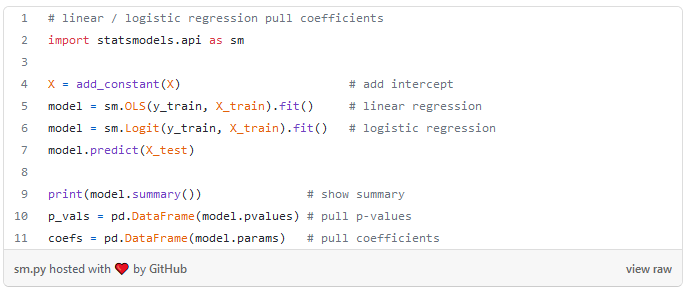 1 # linear / logistic regression pull coefficients
2 import statsmodels.api as sm
3
4 X = add_constant(X) # add intercept
5 model = sm.OLS(y_train, X_train).fit() # linear regression
6 model = sm.Logit(y_train, X_train).fit() # logistic regression
7 model.predict(X_test)
8
9 print(model.summary()) # show summary
10 p_vals = pd.DataFrame(model.pvalues) # pull p-values
11 coefs = pd.DataFrame(model.params) # pull coefficients
sm.py hosted with ❤ by GitHub view raw